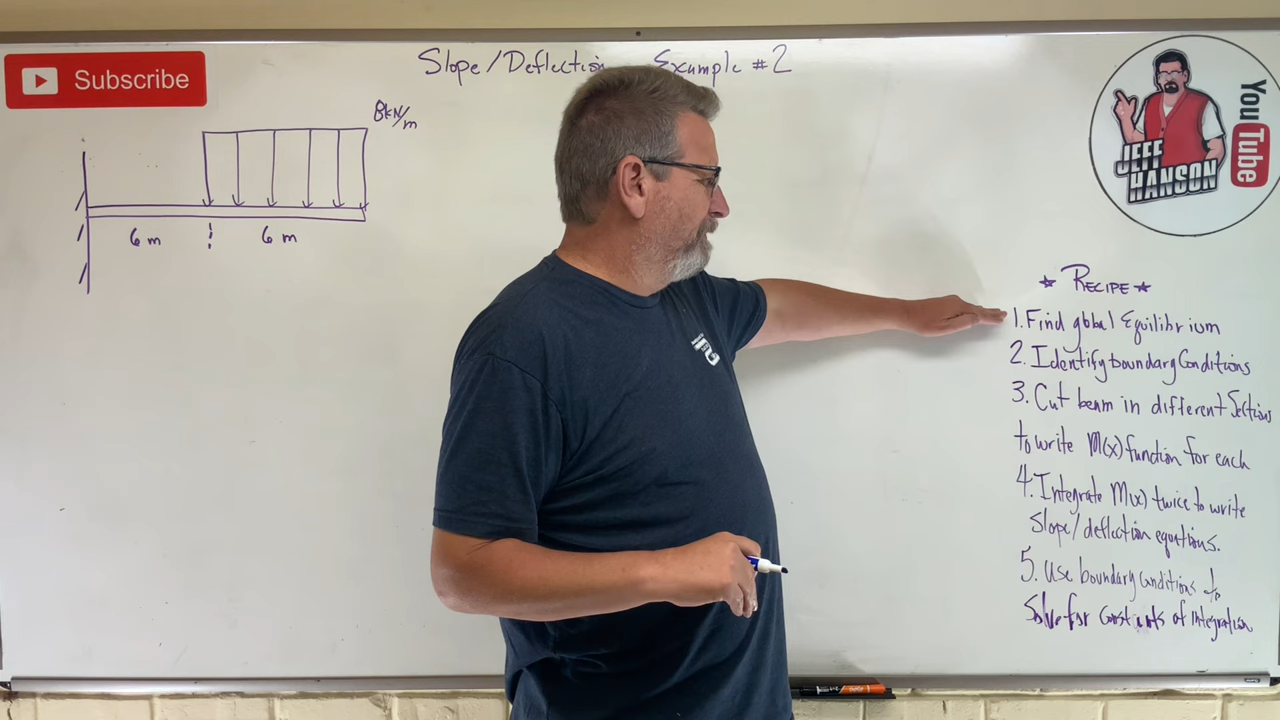 Subscribe
Slope/Deflection Example #2
8kN/m
6 m
6 m
JEFF
HANSON
YouTube
★ RECIPE ★
1. Find global Equilibrium
2. Identify boundary Conditions
3. Cut beam in different Sections
to write M(x) function for each
4. Integrate M(x) twice to write
Slope/deflection equations.
5. Use boundary Conditions to
Solve for constants of integration